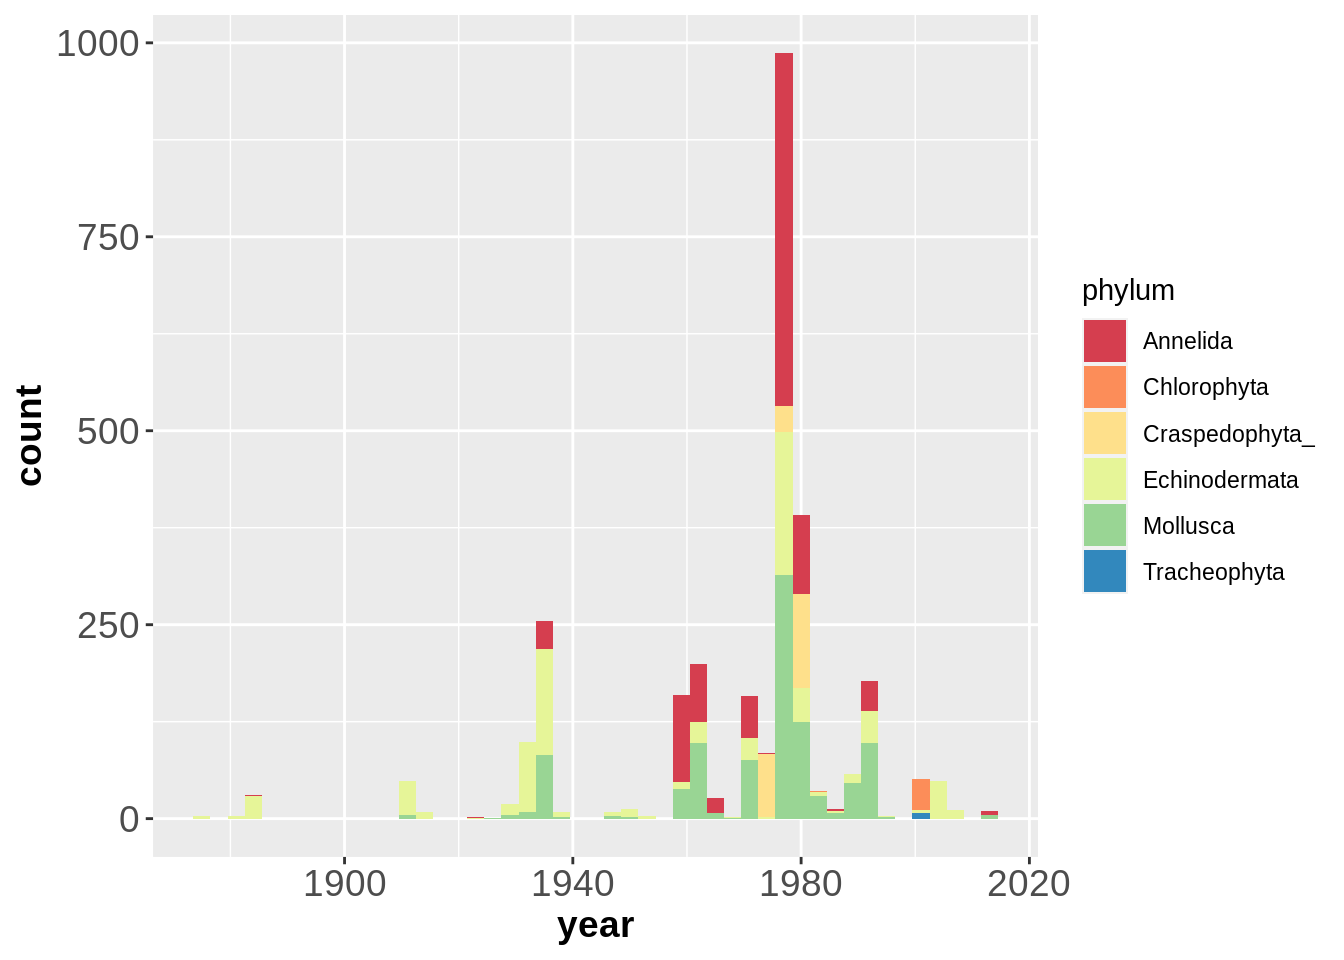 1000
750
500
250
0
count
1900
1940
1980
2020
year
phylum
Annelida
Chlorophyta
Craspedophyta_
Echinodermata
Mollusca
Tracheophyta